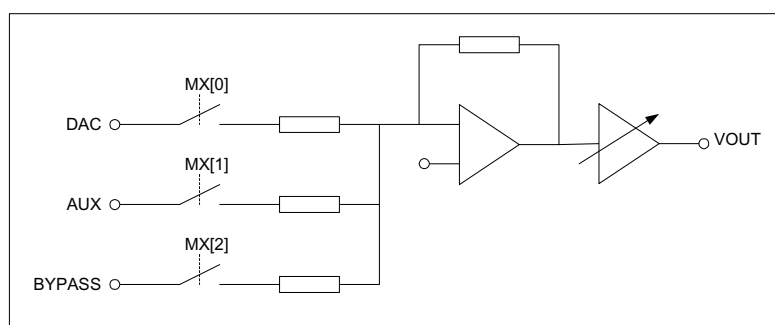 MX[0]
DAC
VOUT
MX[1]
AUX
MX[2]
BYPASS